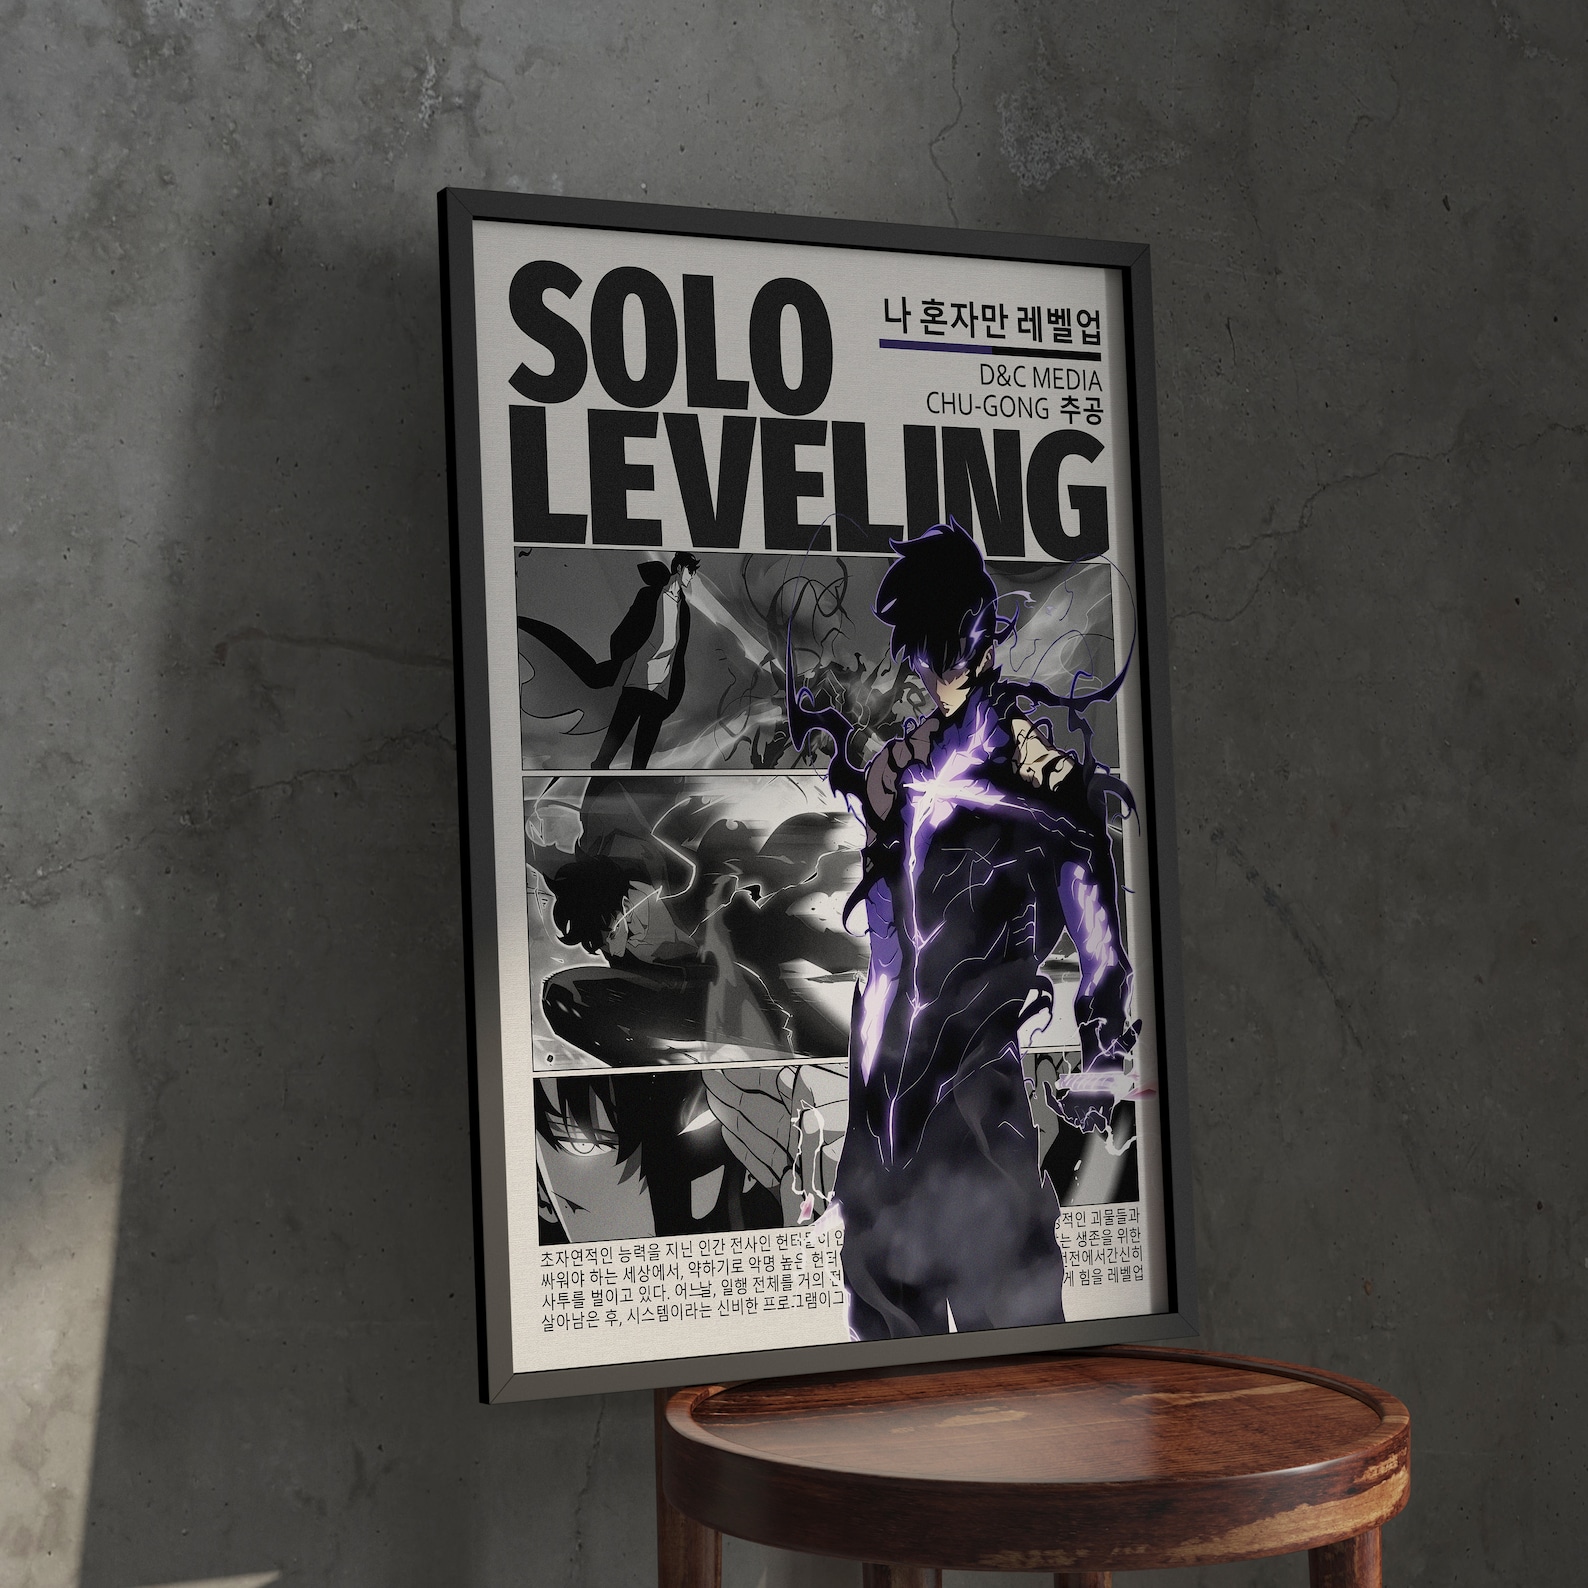 SOLO
나 혼자만 레벨업
D&C MEDIA
CHU-GONG 추공
LEVELING
초자연적인 능력을 지닌 인간 전사인 헌터들이 인
싸워야 하는 세상에서, 약하기로 악명 높은 헌터
사투를 벌이고 있다. 어느날, 일행 전체를 거의 전
살아남은 후, 시스템이라는 신비한 프로그램이 그
괴물들과
생존을 위한
던전에서간신히
게 힘을 레벨업